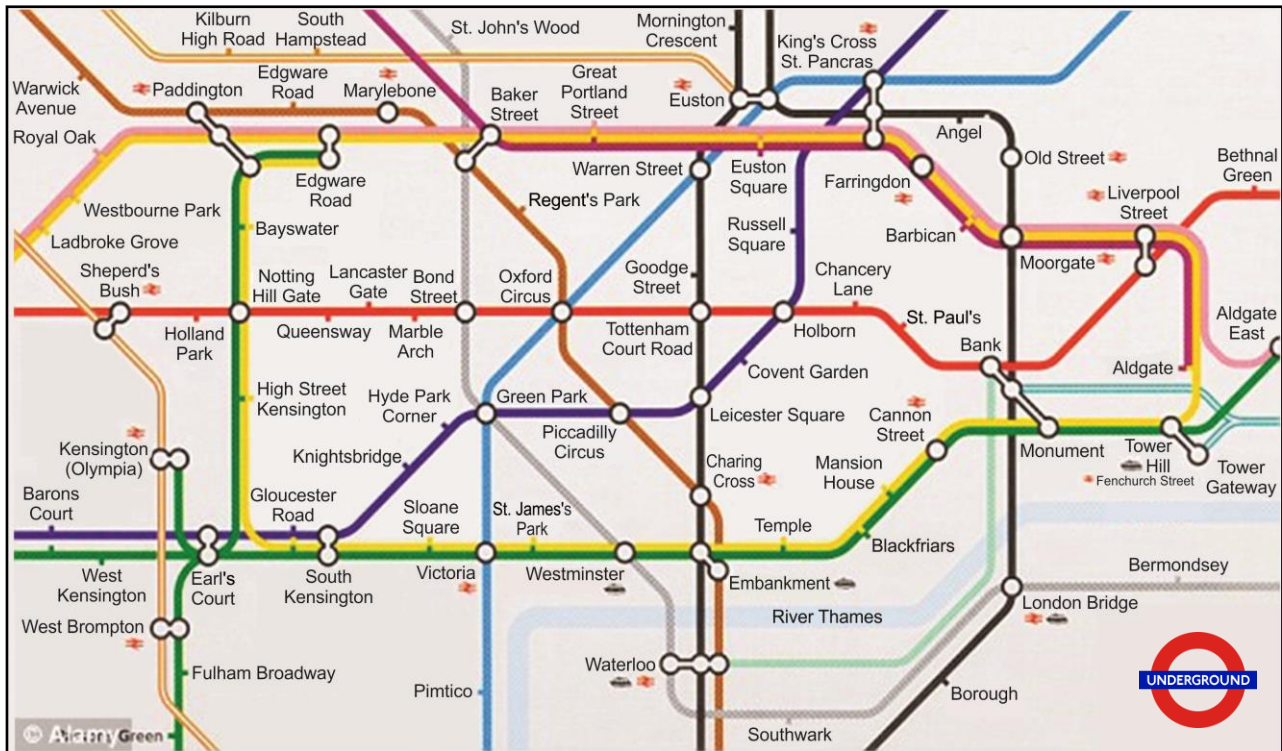 Kilburn
High Road
South
Hampstead
St. John's Wood
Mornington
Crescent
King's Cross
St. Pancras
Warwick
Avenue
Paddington
Edgware
Road
Marylebone
Baker
Street
Great
Portland
Street
Euston
Angel
Royal Oak
Edgware
Road
Warren Street
Euston
Square
Farringdon
Old Street
Bethnal
Green
Liverpool
Street
Westbourne Park
Bayswater
Regent's Park
Russell
Square
Barbican
Moorgate
Ladbroke Grove
Sheperd's
Bush
Notting
Hill Gate
Lancaster
Gate
Bond
Street
Oxford
Circus
Goodge
Street
Chancery
Lane
Holland
Park
Queensway
Marble
Arch
Tottenham
Court Road
Holborn
St. Paul's
Bank
Aldgate
East
Aldgate
High Street
Kensington
Hyde Park
Corner
Green Park
Piccadilly
Circus
Covent Garden
Leicester Square
Cannon
Street
Kensington
(Olympia)
Knightsbridge
Charing
Cross
Mansion
House
Monument
Tower
Hill
Fenchurch Street
Tower
Gateway
Barons
Court
Gloucester
Road
Sloane
Square
St. James's
Park
Temple
Blackfriars
West
Kensington
Earl's
Court
South
Kensington
Victoria
Westminster
Embankment
Bermondsey
West Brompton
River Thames
London Bridge
Fulham Broadway
Pimtico
Waterloo
Borough
Southwark
UNDERGROUND
© Alamy
Green